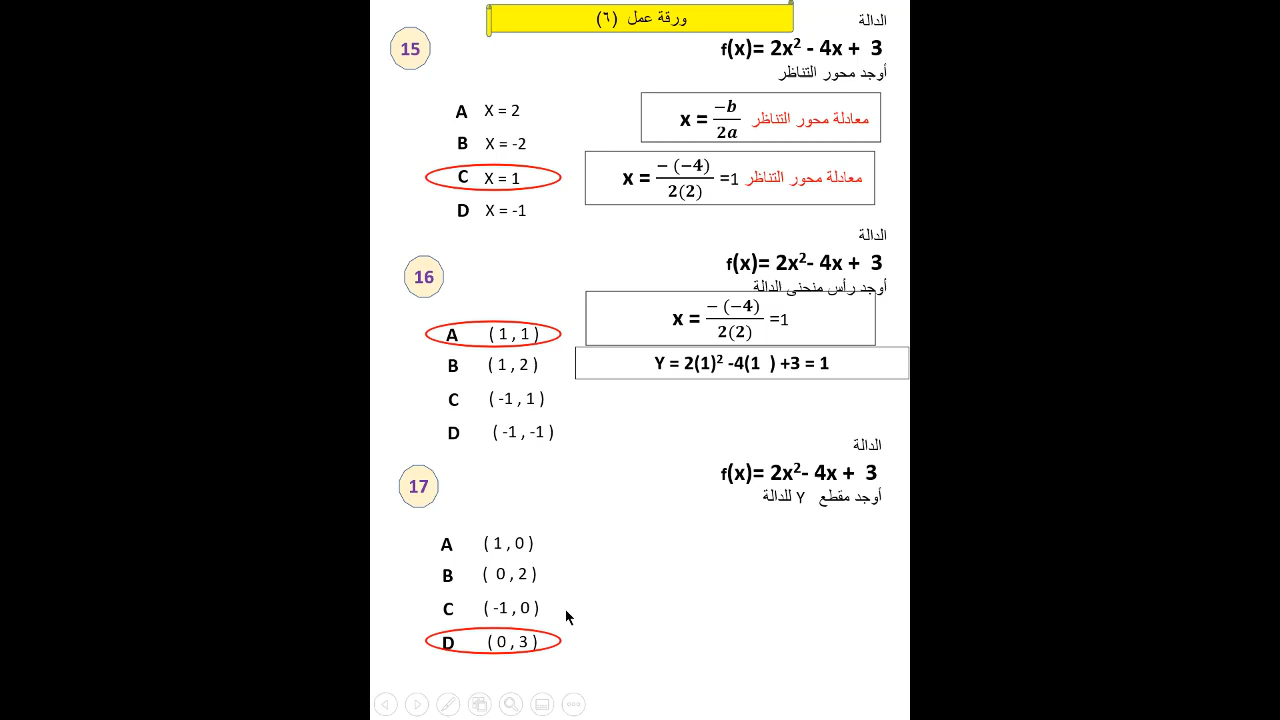 ورقة عمل (٦)
15
الدالة
f(x)= 2x² - 4x + 3
أوجد محور التناظر
A X = 2
B X = -2
C X = 1
D X = -1
x = −b/2a معادلة محور التناظر
x = −(−4)/2(2) =1 معادلة محور التناظر
16
الدالة
f(x)= 2x²- 4x + 3
أوجد رأس منحنى الدالة
x = −(−4)/2(2) =1
Y = 2(1)² -4(1 ) +3 = 1
A ( 1 , 1 )
B ( 1 , 2 )
C ( -1 , 1 )
D ( -1 , -1 )
17
الدالة
f(x)= 2x²- 4x + 3
أوجد مقطع Y للدالة
A ( 1 , 0 )
B ( 0 , 2 )
C ( -1 , 0 )
D ( 0 , 3 )